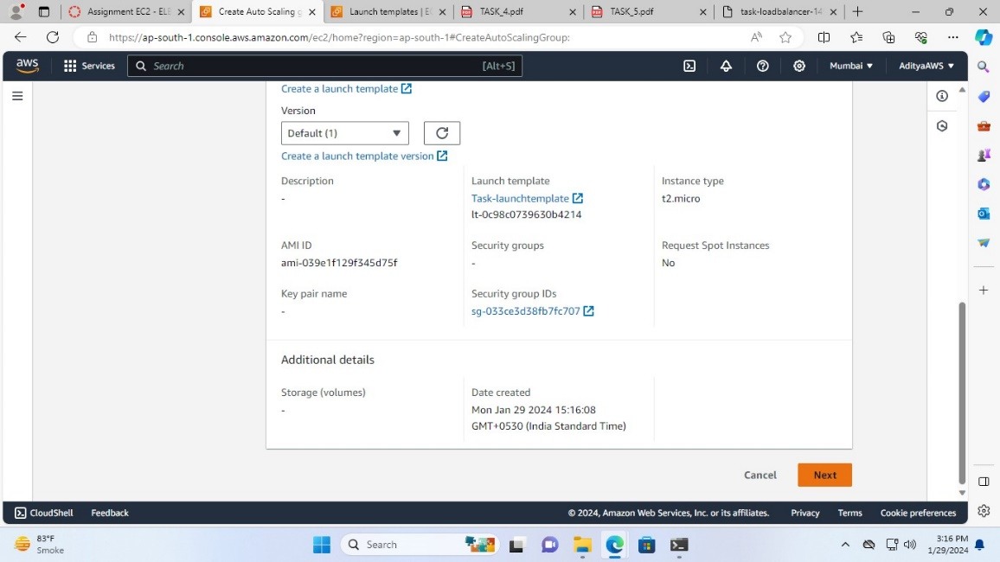 Assignment EC2 - ELE
Create Auto Scaling g
Launch templates | EC
TASK_4.pdf
TASK_5.pdf
task-loadbalancer-14
https://ap-south-1.console.aws.amazon.com/ec2/home?region=ap-south-1#CreateAutoScalingGroup:
aws
Services
Search
[Alt+S]
Mumbai
AdityaAWS
Create a launch template
Version
Default (1)
Create a launch template version
Description
-
Launch template
Task-launchtemplate
lt-0c98c0739630b4214
Instance type
t2.micro
AMI ID
ami-039e1f129f345d75f
Security groups
-
Request Spot Instances
No
Key pair name
-
Security group IDs
sg-033ce3d38fb7fc707
Additional details
Storage (volumes)
-
Date created
Mon Jan 29 2024 15:16:08
GMT+0530 (India Standard Time)
Cancel
Next
CloudShell
Feedback
© 2024, Amazon Web Services, Inc. or its affiliates.
Privacy
Terms
Cookie preferences
83°F
Smoke
Search
3:16 PM
1/29/2024